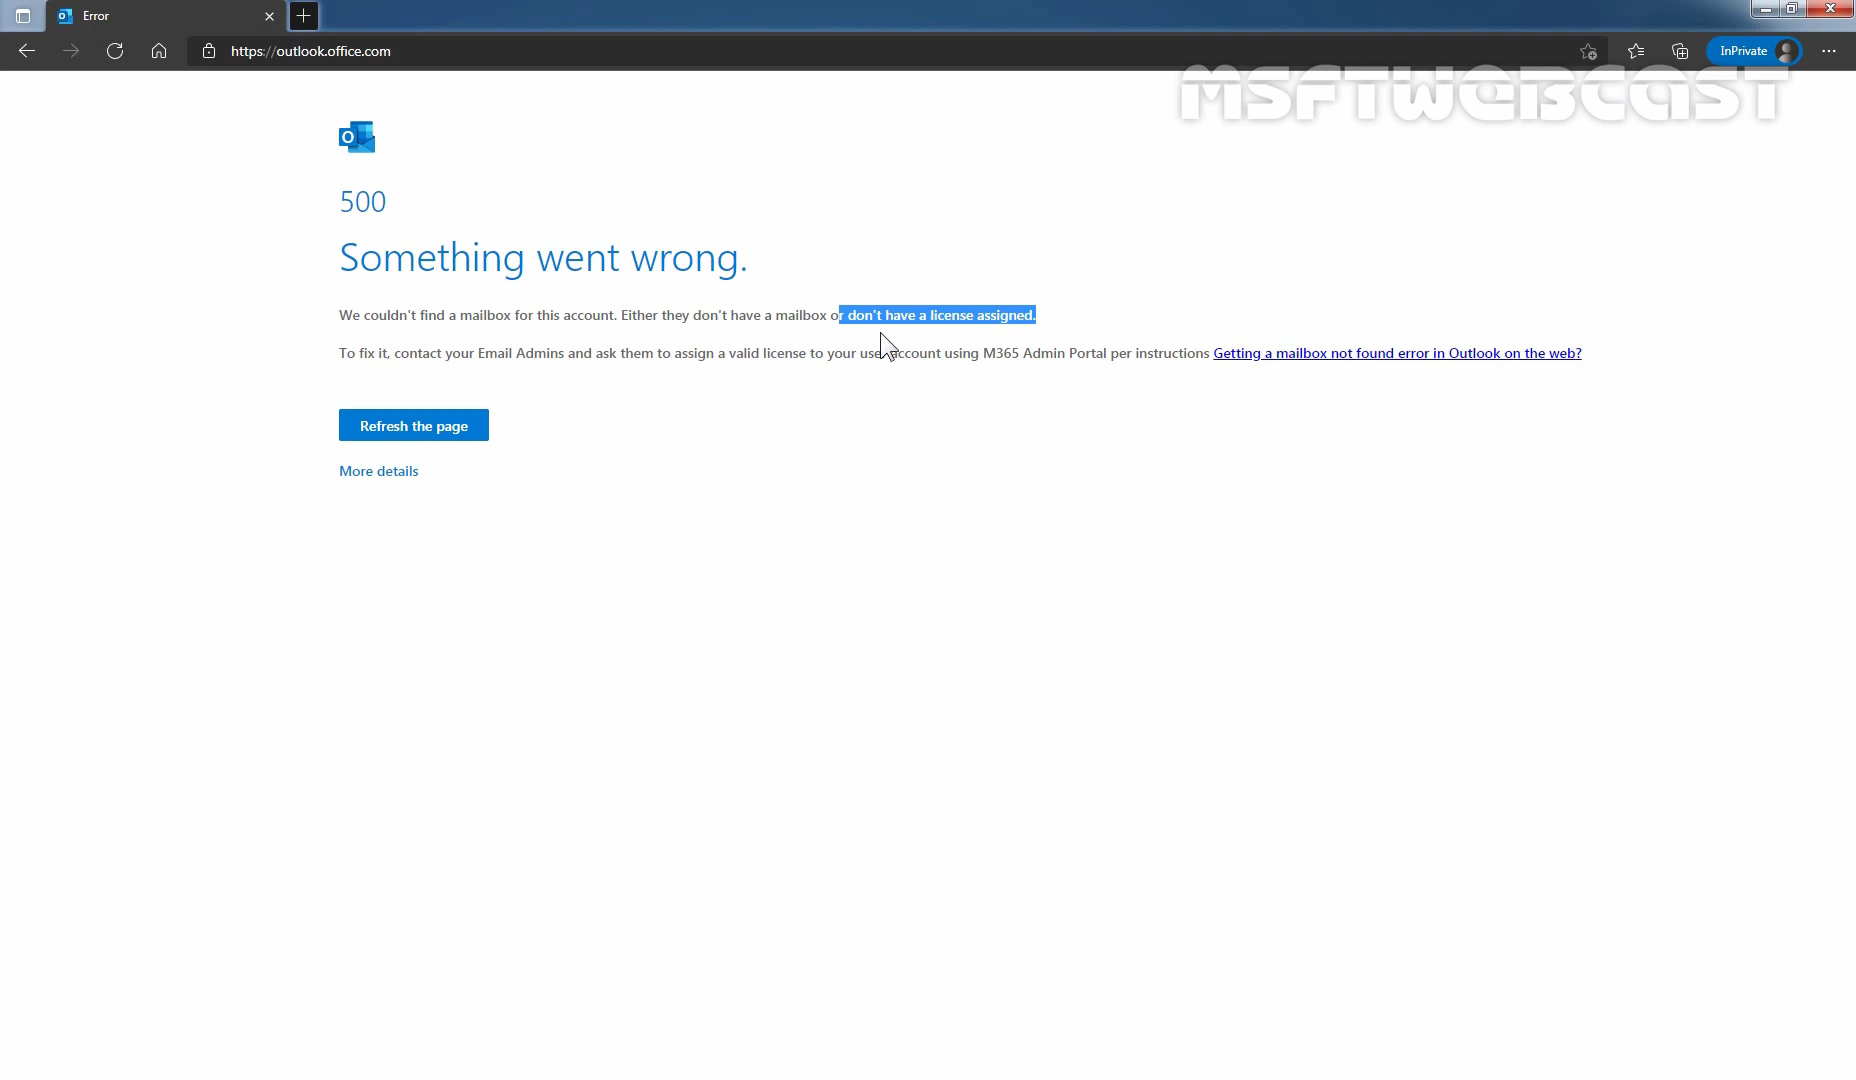 Error
https://outlook.office.com
InPrivate
MSFTWEBCAST
500
Something went wrong.
We couldn't find a mailbox for this account. Either they don't have a mailbox or don't have a license assigned.
To fix it, contact your Email Admins and ask them to assign a valid license to your user account using M365 Admin Portal per instructions Getting a mailbox not found error in Outlook on the web?
Refresh the page
More details